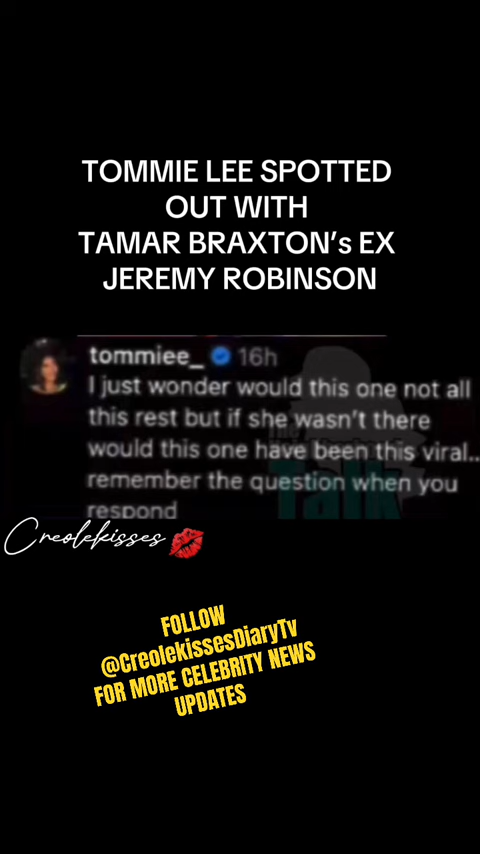 TOMMIE LEE SPOTTED
OUT WITH
TAMAR BRAXTON's EX
JEREMY ROBINSON
tommiee_ 16h
I just wonder would this one not all
this rest but if she wasn't there
would this one have been this viral..
remember the question when you
respond
Talk
Creolekisses
FOLLOW
@CreolekissesDiaryTv
FOR MORE CELEBRITY NEWS
UPDATES